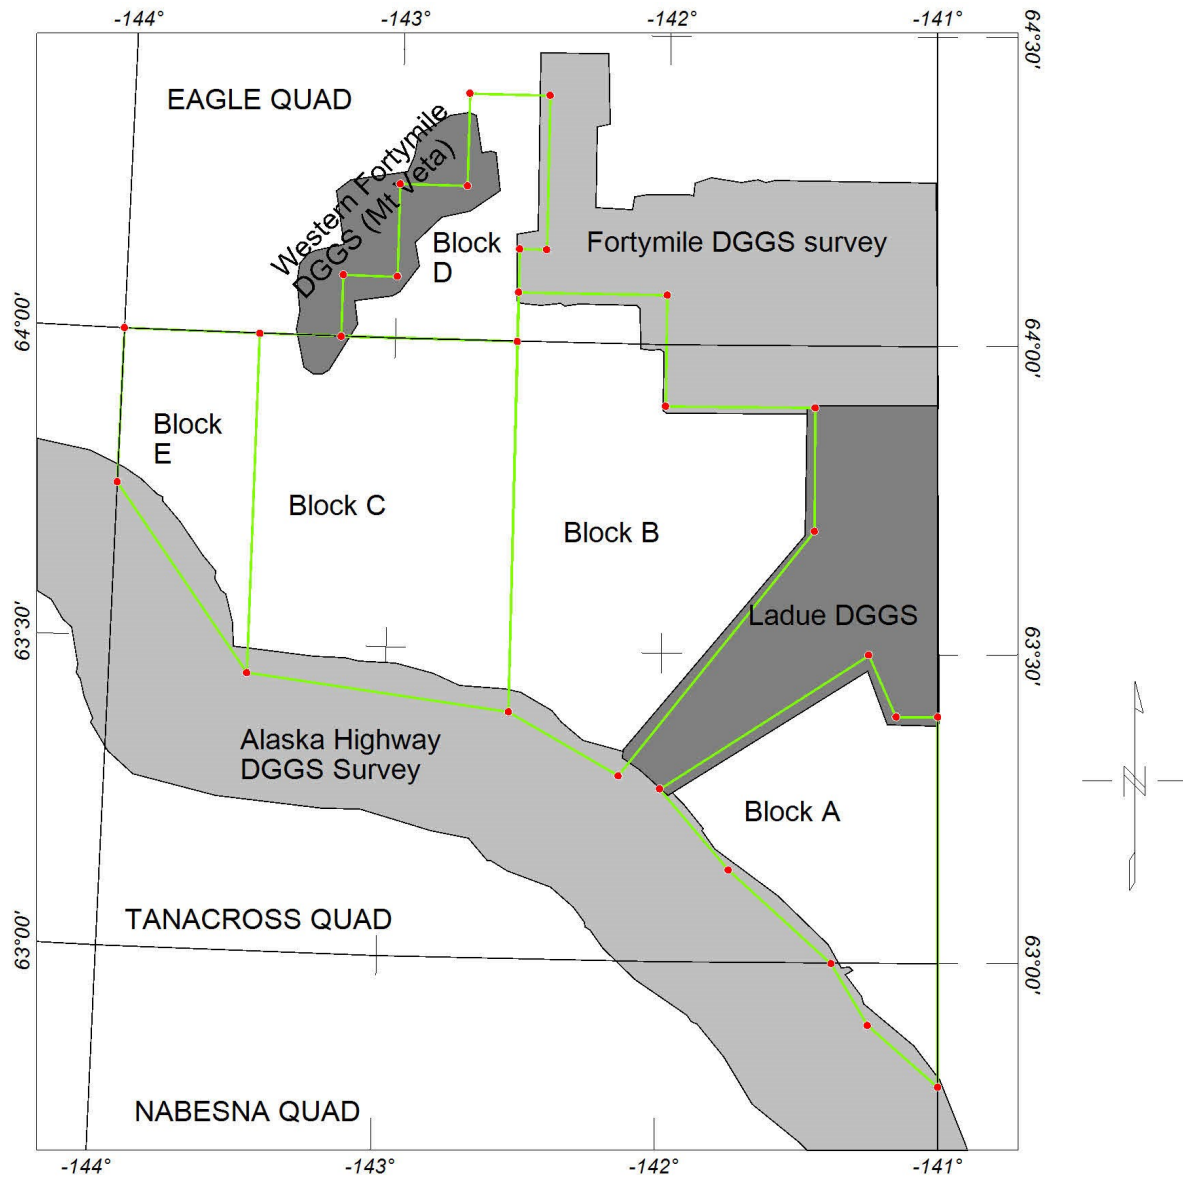 -144°
-143°
-142°
-141°
64°30'
EAGLE QUAD
Western Fortymile
DGGS (Mt Veta)
Block
D
Fortymile DGGS survey
64°00'
64°00'
Block
E
Block C
Block B
Ladue DGGS
63°30'
63°30'
Alaska Highway
DGGS Survey
Block A
N
TANACROSS QUAD
63°00'
63°00'
NABESNA QUAD
-144°
-143°
-142°
-141°